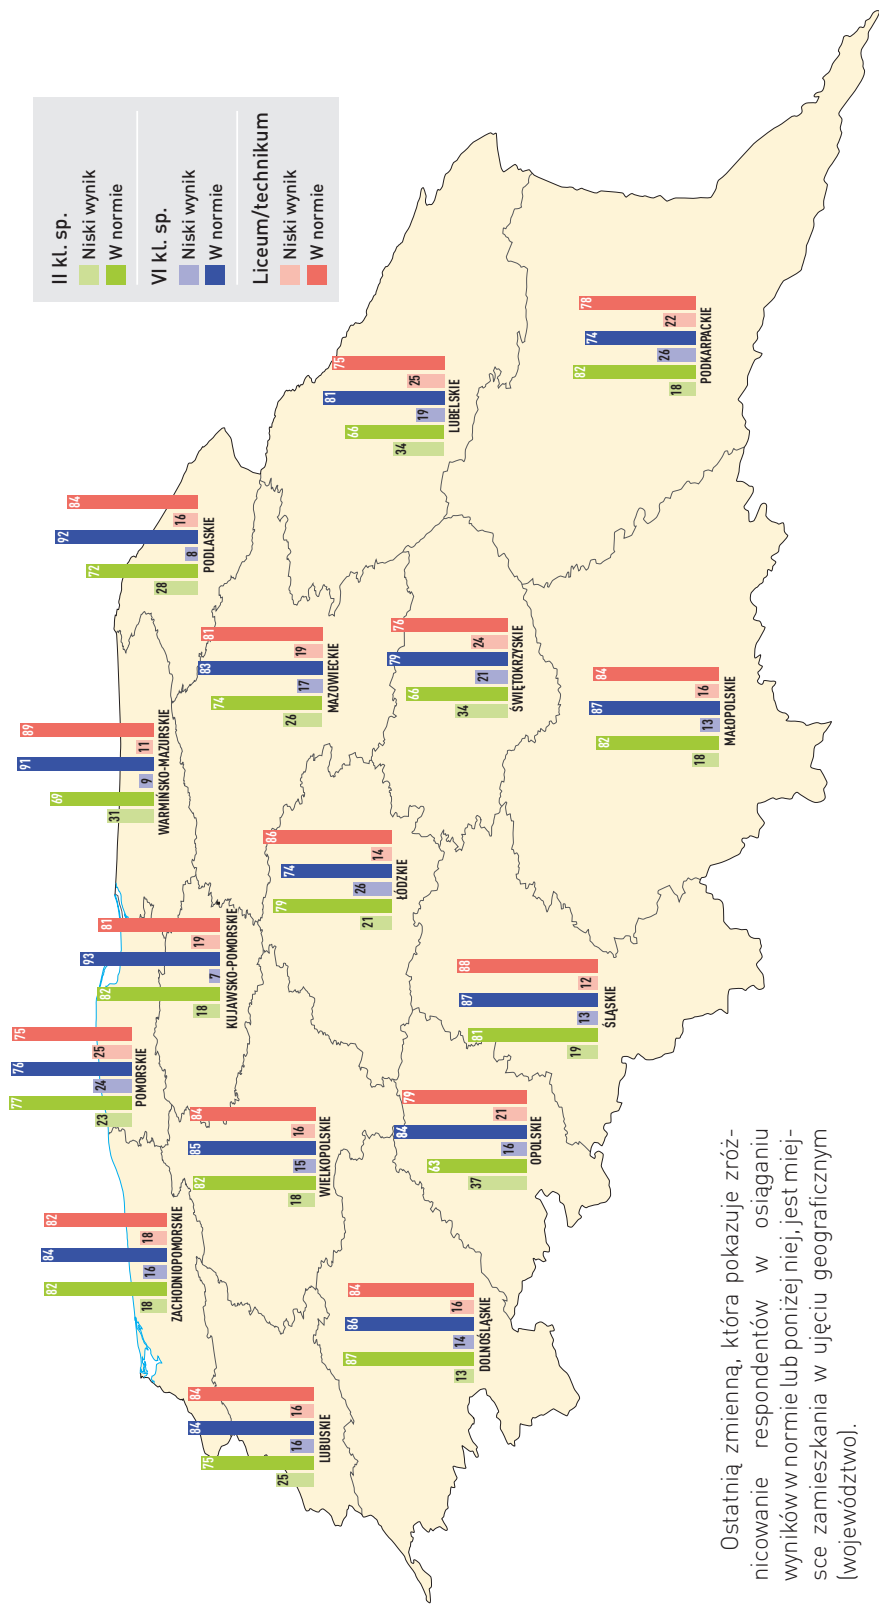 II kl. sp.
Niski wynik
W normie
VI kl. sp.
Niski wynik
W normie
Liceum/technikum
Niski wynik
W normie
23 77 24 76 25 75
POMORSKIE
31 69 9 91 11 89
WARMIŃSKO-MAZURSKIE
18 82 16 84 18 82
ZACHODNIOPOMORSKIE
28 72 8 92 16 84
PODLASKIE
18 82 7 93 19 81
KUJAWSKO-POMORSKIE
25 75 16 84 16 84
LUBUSKIE
18 82 15 85 16 84
WIELKOPOLSKIE
26 74 17 83 19 81
MAZOWIECKIE
21 79 26 74 14 86
ŁÓDZKIE
34 66 19 81 25 75
LUBELSKIE
13 87 14 86 16 84
DOLNOŚLĄSKIE
37 63 16 84 21 79
OPOLSKIE
34 66 21 79 24 76
ŚWIĘTOKRZYSKIE
19 81 13 87 12 88
ŚLĄSKIE
18 82 26 74 22 78
PODKARPACKIE
18 82 13 87 16 84
MAŁOPOLSKIE
Ostatnią zmienną, która pokazuje zróż-
nicowanie respondentów w osiąganiu
wyników w normie lub poniżej niej, jest miej-
sce zamieszkania w ujęciu geograficznym
(województwo).